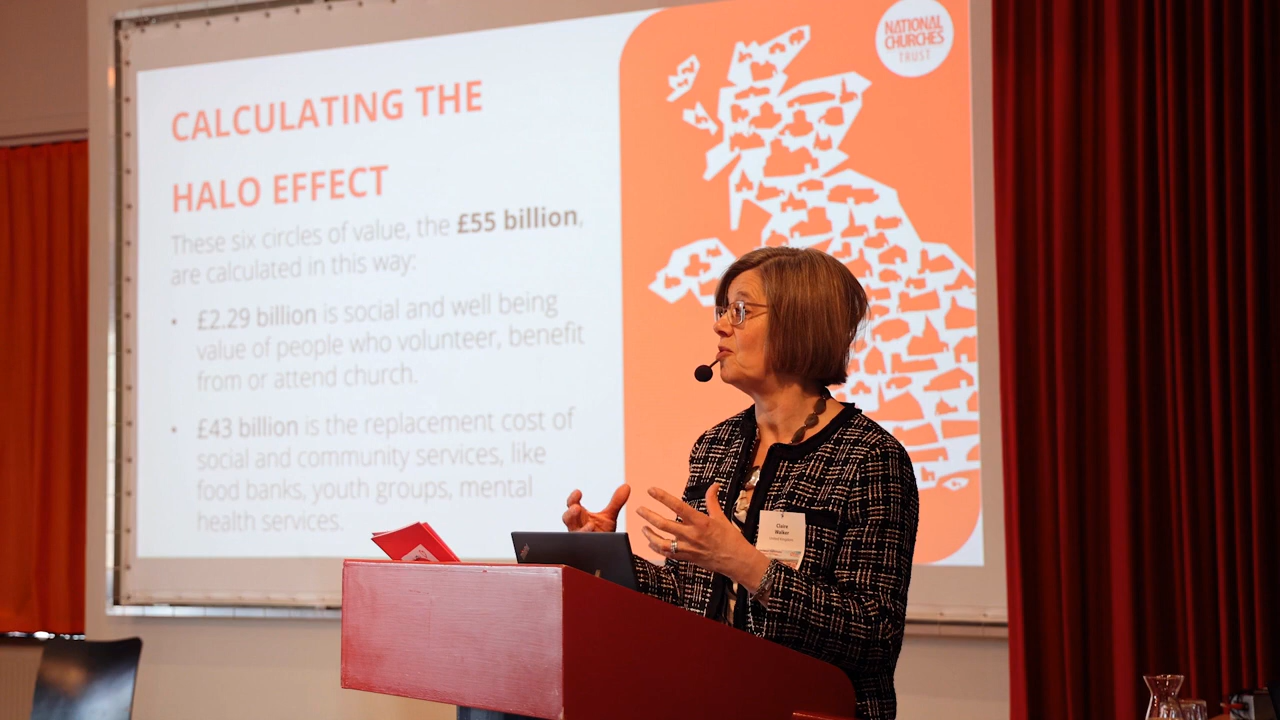 CALCULATING THE
HALO EFFECT
These six circles of value, the £55 billion,
are calculated in this way:
• £2.29 billion is social and well being
value of people who volunteer, benefit
from or attend church.
• £43 billion is the replacement cost of
social and community services, like
food banks, youth groups, mental
health services.
NATIONAL
CHURCHES
TRUST
Claire
Walker
United Kingdom